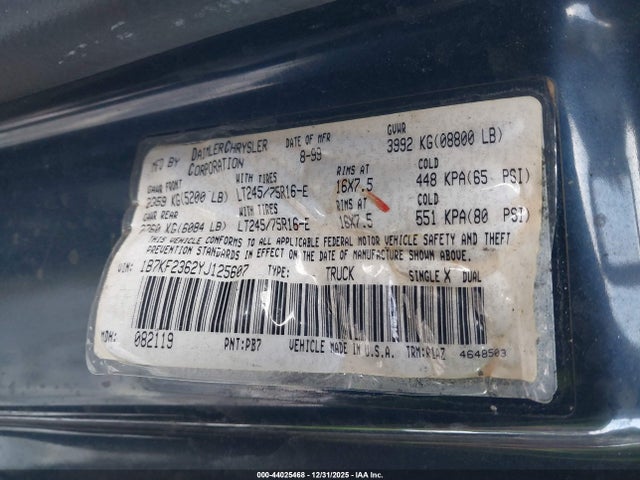 MFD BY DAIMLERCHRYSLER CORPORATION DATE OF MFR 8-99 GVWR 3992 KG(08800 LB)
GAWR FRONT WITH TIRES RIMS AT COLD
2359 KG(5200 LB) LT245/75R16-E 16X7.5 448 KPA(65 PSI)
GAWR REAR WITH TIRES RIMS AT COLD
2760 KG(6084 LB) LT245/75R16-E 16X7.5 551 KPA(80 PSI)
THIS VEHICLE CONFORMS TO ALL APPLICABLE FEDERAL MOTOR VEHICLE SAFETY AND THEFT
PREVENTION STANDARDS IN EFFECT ON THE DATE OF MANUFACTURE SHOWN ABOVE.
VIN: 1B7KF2362YJ125607 TYPE: TRUCK SINGLE X DUAL
MDH: 082119 PNT:PB7 VEHICLE MADE IN U.S.A. 4648503
000-44025468 - 12/31/2025 - IAA Inc.